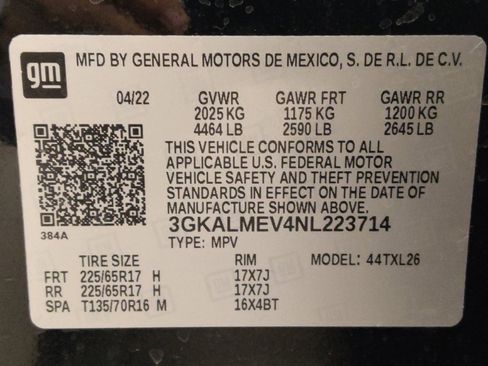 gm MFD BY GENERAL MOTORS DE MEXICO, S. DE R.L. DE C.V.
04/22 GVWR GAWR FRT GAWR RR
2025 KG 1175 KG 1200 KG
4464 LB 2590 LB 2645 LB
THIS VEHICLE CONFORMS TO ALL
APPLICABLE U.S. FEDERAL MOTOR
VEHICLE SAFETY AND THEFT PREVENTION
STANDARDS IN EFFECT ON THE DATE OF
MANUFACTURE SHOWN ABOVE.
384A 3GKALMEV4NL223714
TYPE: MPV
TIRE SIZE RIM MODEL: 44TXL26
FRT 225/65R17 H 17X7J
RR 225/65R17 H 17X7J
SPA T135/70R16 M 16X4BT